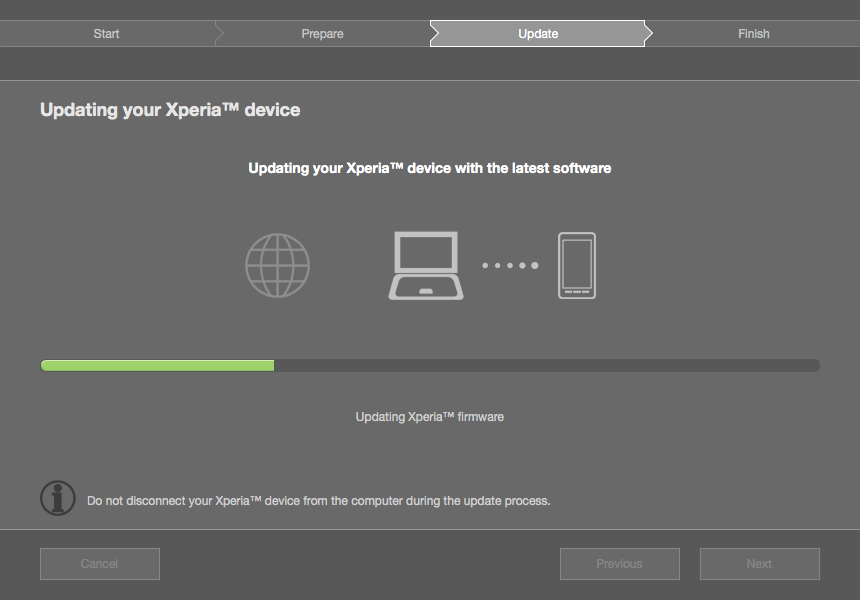 Start
Prepare
Update
Finish
Updating your Xperia™ device
Updating your Xperia™ device with the latest software
Updating Xperia™ firmware
Do not disconnect your Xperia™ device from the computer during the update process.
Cancel
Previous
Next